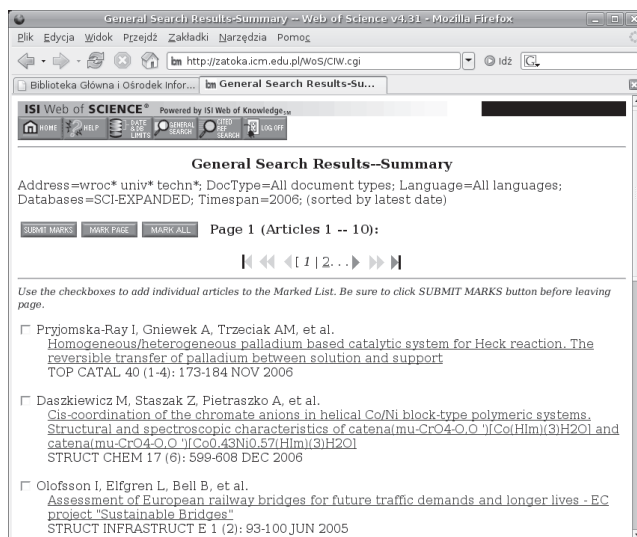 General Search Results-Summary -- Web of Science v4.31 - Mozilla Firefox
Plik Edycja Widok Przejdź Zakładki Narzędzia Pomoc
http://zatoka.icm.edu.pl/WoS/CIW.cgi Idź
Biblioteka Główna i Ośrodek Infor... General Search Results-Su...
ISI Web of SCIENCE® Powered by ISI Web of Knowledge SM
HOME HELP DATE & DB LIMITS GENERAL SEARCH CITED REF SEARCH LOG OFF
General Search Results--Summary
Address=wroc* univ* techn*; DocType=All document types; Language=All languages;
Databases=SCI-EXPANDED; Timespan=2006; (sorted by latest date)
SUBMIT MARKS MARK PAGE MARK ALL Page 1 (Articles 1 -- 10):
[ 1 | 2...
Use the checkboxes to add individual articles to the Marked List. Be sure to click SUBMIT MARKS button before leaving
page.
Pryjomska-Ray I, Gniewek A, Trzeciak AM, et al.
Homogeneous/heterogeneous palladium based catalytic system for Heck reaction. The
reversible transfer of palladium between solution and support
TOP CATAL 40 (1-4): 173-184 NOV 2006
Daszkiewicz M, Staszak Z, Pietraszko A, et al.
Cis-coordination of the chromate anions in helical Co/Ni block-type polymeric systems.
Structural and spectroscopic characteristics of catena(mu-CrO4-O,O ')[Co(HIm)(3)H2O] and
catena(mu-CrO4-O,O ')[Co0.43Ni0.57(HIm)(3)H2O]
STRUCT CHEM 17 (6): 599-608 DEC 2006
Olofsson I, Elfgren L, Bell B, et al.
Assessment of European railway bridges for future traffic demands and longer lives - EC
project "Sustainable Bridges"
STRUCT INFRASTRUCT E 1 (2): 93-100 JUN 2005